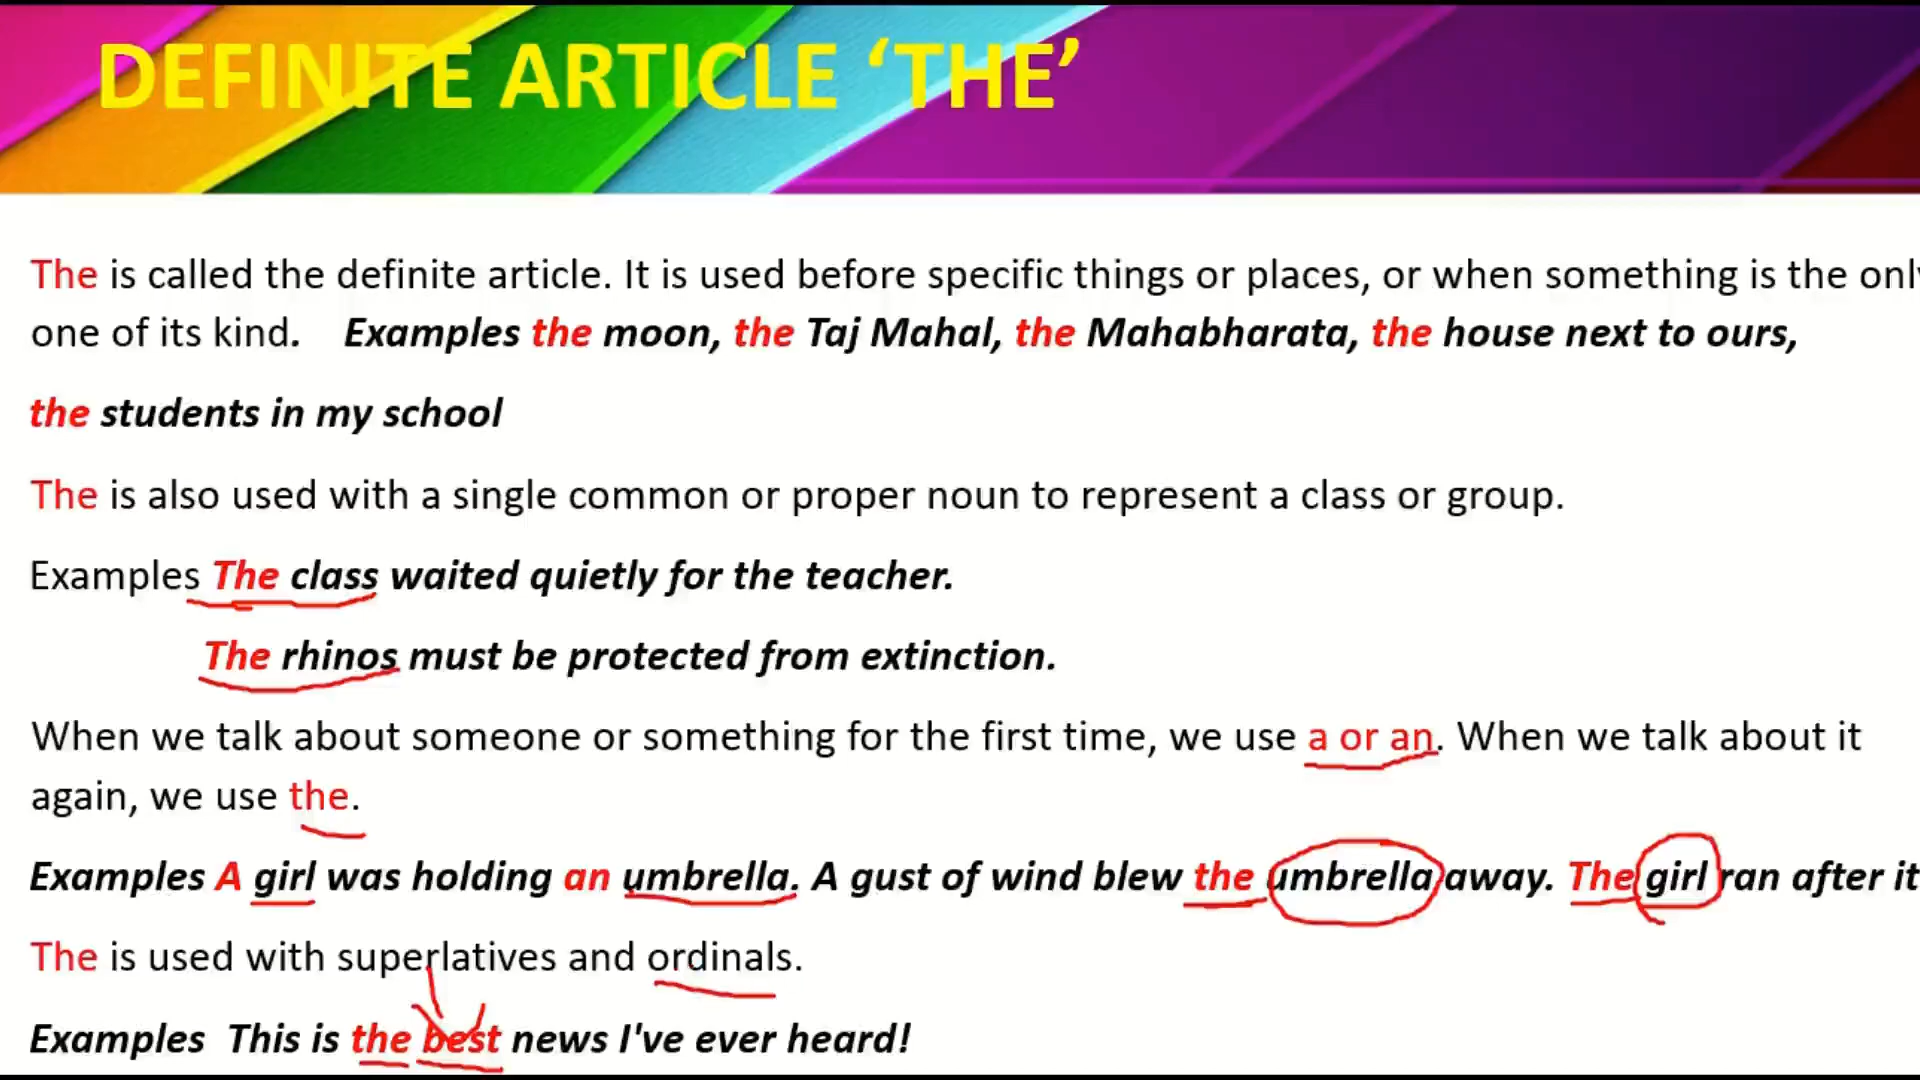 DEFINITE ARTICLE ‘THE’
The is called the definite article. It is used before specific things or places, or when something is the only
one of its kind. Examples the moon, the Taj Mahal, the Mahabharata, the house next to ours,
the students in my school
The is also used with a single common or proper noun to represent a class or group.
Examples The class waited quietly for the teacher.
The rhinos must be protected from extinction.
When we talk about someone or something for the first time, we use a or an. When we talk about it
again, we use the.
Examples A girl was holding an umbrella. A gust of wind blew the umbrella away. The girl ran after it
The is used with superlatives and ordinals.
Examples This is the best news I've ever heard!